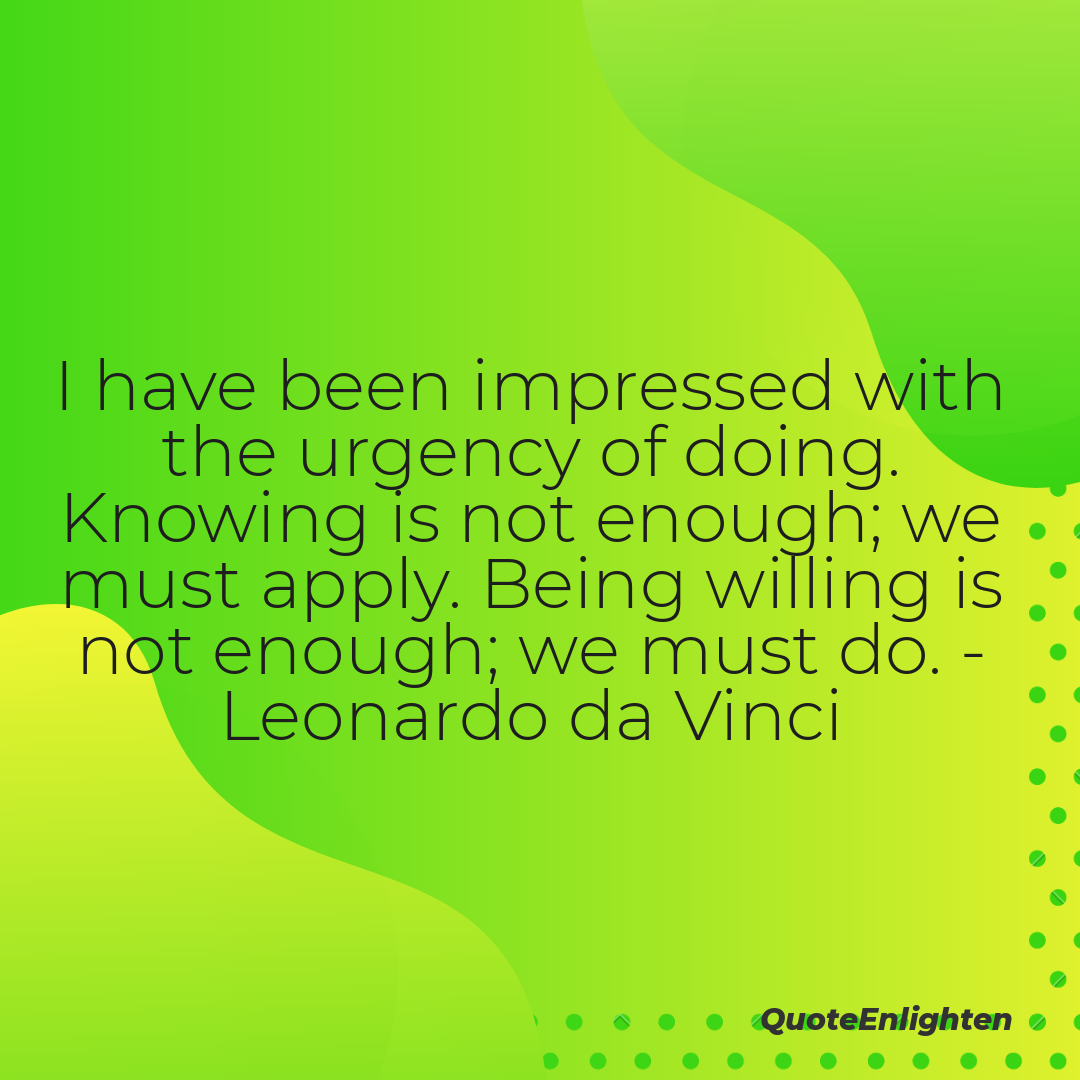 I have been impressed with
the urgency of doing.
Knowing is not enough; we
must apply. Being willing is
not enough; we must do. -
Leonardo da Vinci
QuoteEnlighten